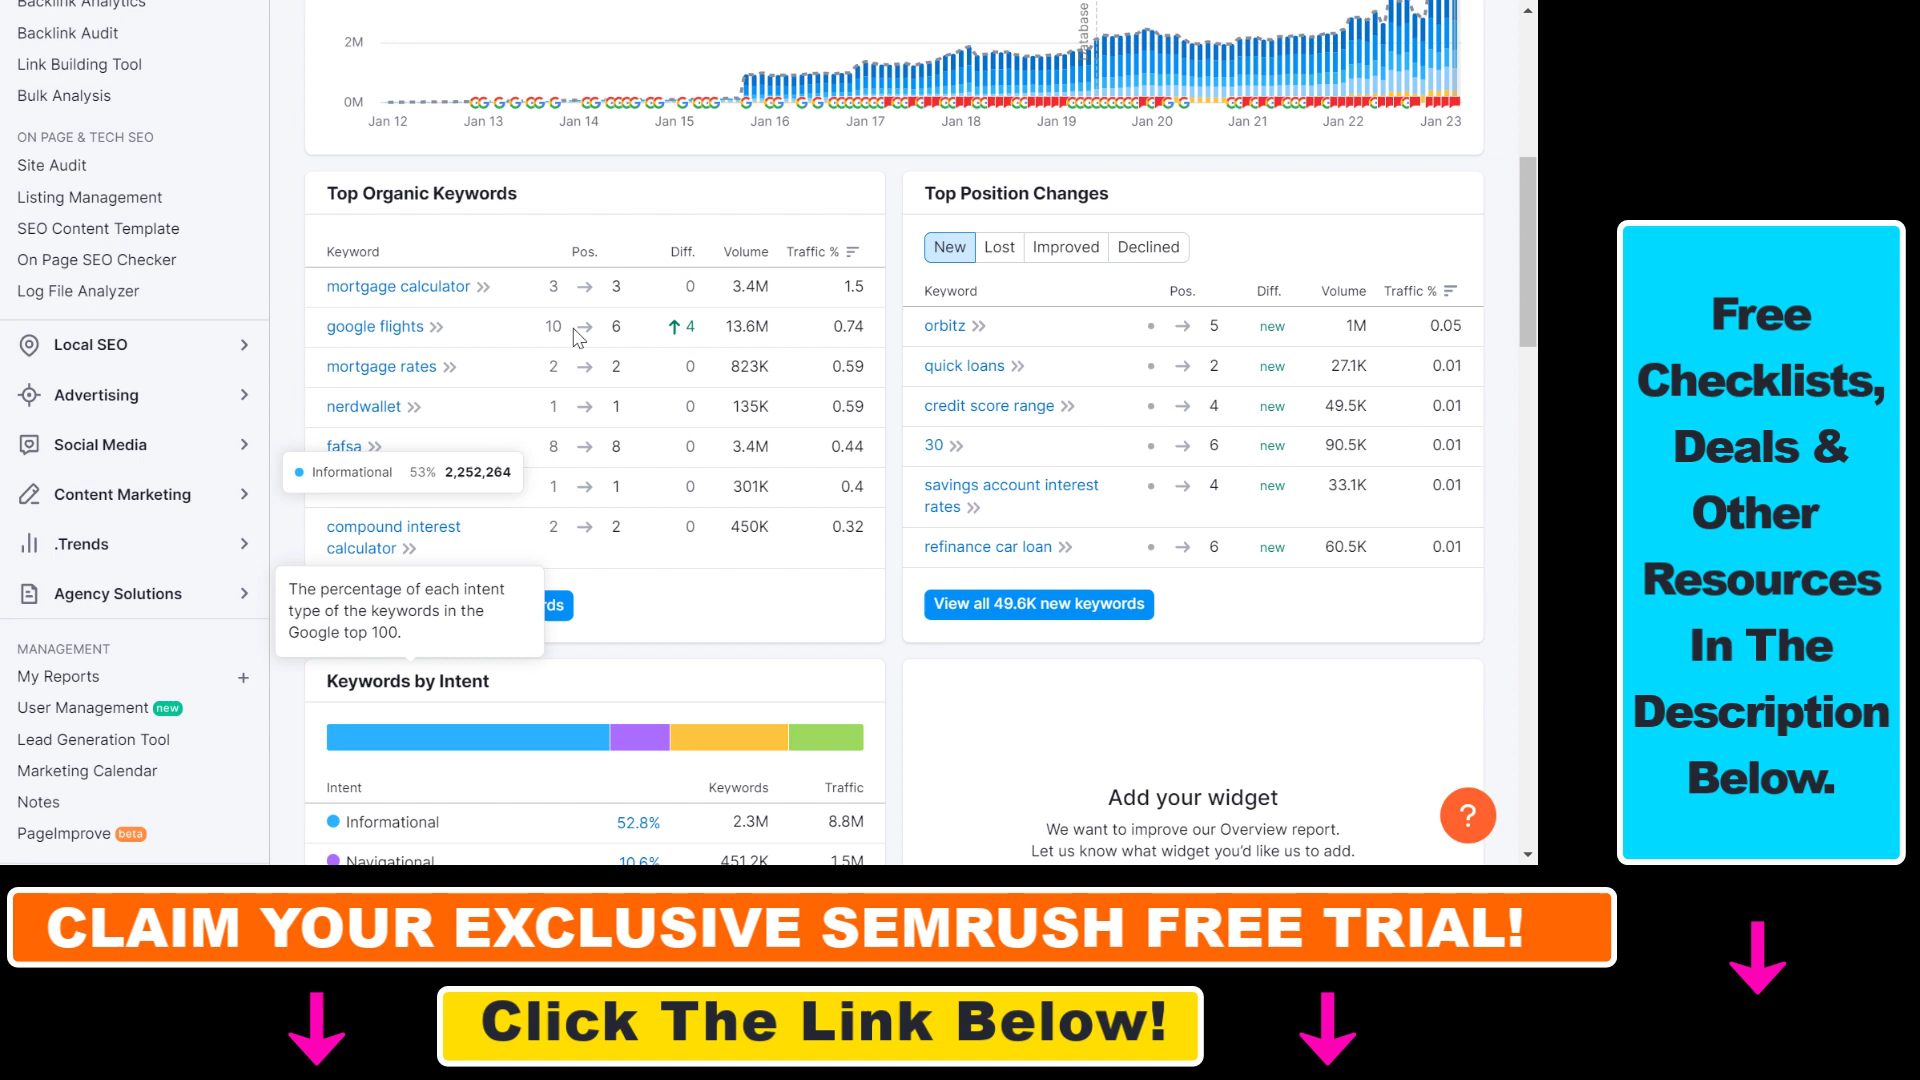 Backlink Analytics
Backlink Audit
Link Building Tool
Bulk Analysis
ON PAGE & TECH SEO
Site Audit
Listing Management
SEO Content Template
On Page SEO Checker
Log File Analyzer
Local SEO
Advertising
Social Media
Content Marketing
.Trends
Agency Solutions
MANAGEMENT
My Reports +
User Management new
Lead Generation Tool
Marketing Calendar
Notes
PageImprove beta
database
2M
0M
Jan 12 Jan 13 Jan 14 Jan 15 Jan 16 Jan 17 Jan 18 Jan 19 Jan 20 Jan 21 Jan 22 Jan 23
Top Organic Keywords
Keyword Pos. Diff. Volume Traffic %
mortgage calculator 3 → 3 0 3.4M 1.5
google flights 10 → 6 ↑ 4 13.6M 0.74
mortgage rates 2 → 2 0 823K 0.59
nerdwallet 1 → 1 0 135K 0.59
fafsa 8 → 8 0 3.4M 0.44
Informational 53% 2,252,264
1 → 1 0 301K 0.4
compound interest 2 → 2 0 450K 0.32
calculator
The percentage of each intent
type of the keywords in the
Google top 100.
rds
Top Position Changes
New Lost Improved Declined
Keyword Pos. Diff. Volume Traffic %
orbitz → 5 new 1M 0.05
quick loans → 2 new 27.1K 0.01
credit score range → 4 new 49.5K 0.01
30 → 6 new 90.5K 0.01
savings account interest → 4 new 33.1K 0.01
rates
refinance car loan → 6 new 60.5K 0.01
View all 49.6K new keywords
Keywords by Intent
Intent Keywords Traffic
Informational 52.8% 2.3M 8.8M
Navigational 10.6% 451.2K 1.5M
Add your widget
We want to improve our Overview report.
Let us know what widget you'd like us to add.
?
Free
Checklists,
Deals &
Other
Resources
In The
Description
Below.
CLAIM YOUR EXCLUSIVE SEMRUSH FREE TRIAL!
Click The Link Below!